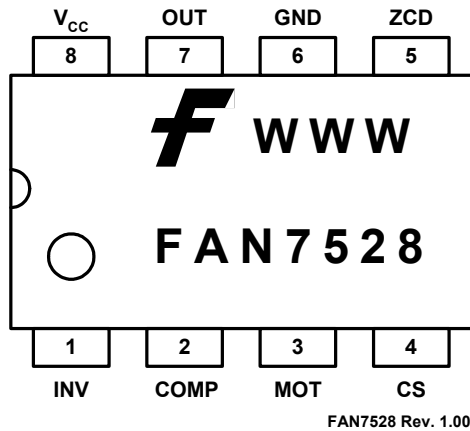 V_CC OUT GND ZCD
8 7 6 5
WWW
FAN7528
1 2 3 4
INV COMP MOT CS
FAN7528 Rev. 1.00